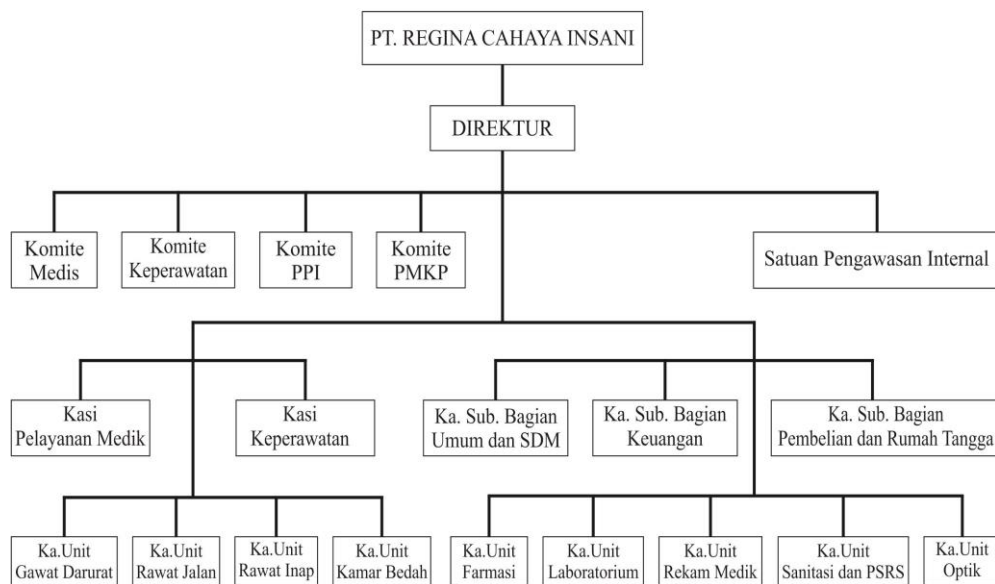 PT. REGINA CAHAYA INSANI
DIREKTUR
Komite
Medis
Komite
Keperawatan
Komite
PPI
Komite
PMKP
Satuan Pengawasan Internal
Kasi
Pelayanan Medik
Kasi
Keperawatan
Ka. Sub. Bagian
Umum dan SDM
Ka. Sub. Bagian
Keuangan
Ka. Sub. Bagian
Pembelian dan Rumah Tangga
Ka.Unit
Gawat Darurat
Ka.Unit
Rawat Jalan
Ka.Unit
Rawat Inap
Ka.Unit
Kamar Bedah
Ka.Unit
Farmasi
Ka.Unit
Laboratorium
Ka.Unit
Rekam Medik
Ka.Unit
Sanitasi dan PSRS
Ka.Unit
Optik